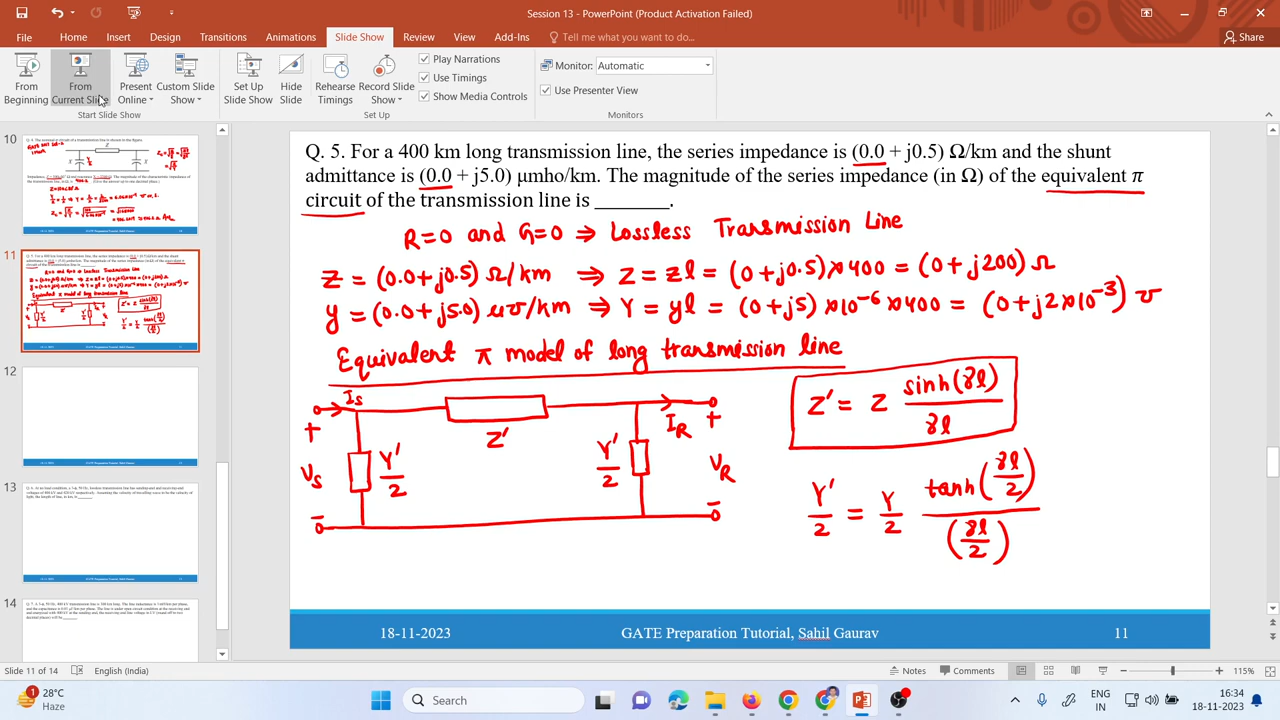 Session 13 - PowerPoint (GATE Product Activation Failed)
File Home Insert Design Transitions Animations Slide Show Review View Add-Ins Tell me what you want to do... Share
From Beginning
From Current Slide
Present Online
Custom Slide Show
Set Up Slide Show
Hide Slide
Rehearse Timings
Record Slide Show
Play Narrations
Use Timings
Show Media Controls
Monitor: Automatic
Use Presenter View
Start Slide Show Set Up Monitors
10
11
12
13
14
Q. 5. For a 400 km long transmission line, the series impedance is (0.0 + j0.5) Ω/km and the shunt
admittance is (0.0 + j5.0) μmho/km. The magnitude of the series impedance (in Ω) of the equivalent π
circuit of the transmission line is _______.
R=0 and G=0 → Lossless Transmission Line
z = (0.0+j0.5) Ω/km → Z = zl = (0+j0.5)×400 = (0+j200) Ω
y = (0.0+j5.0) μ℧/km → Y = yl = (0+j5)×10⁻⁶×400 = (0+j2×10⁻³) ℧
Equivalent π model of long transmission line
Is
Z'
IR
+ +
Vs
Y'/2
Y'/2
VR
- -
Z' = Z sinh(γl)/γl
Y'/2 = Y/2 tanh(γl/2)/(γl/2)
18-11-2023 GATE Preparation Tutorial, Sahil Gaurav 11
Slide 11 of 14 English (India) Notes Comments 115%
1
28°C
Haze
Search
ENG
IN
16:34
18-11-2023